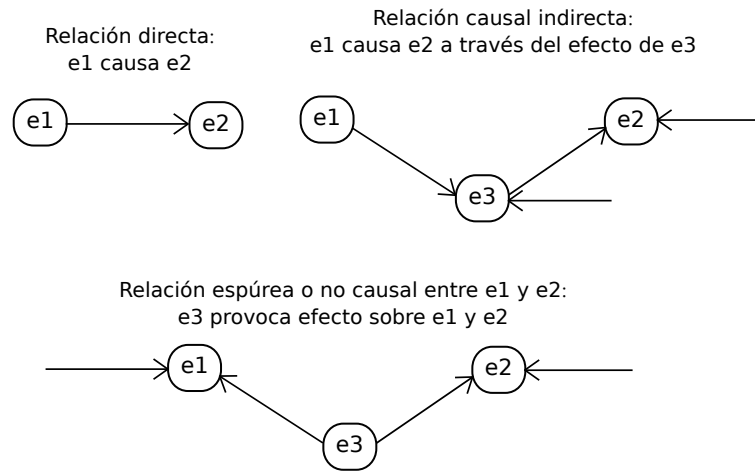 Relación directa:
e1 causa e2
e1
e2
Relación causal indirecta:
e1 causa e2 a través del efecto de e3
e1
e2
e3
Relación espúrea o no causal entre e1 y e2:
e3 provoca efecto sobre e1 y e2
e1
e2
e3